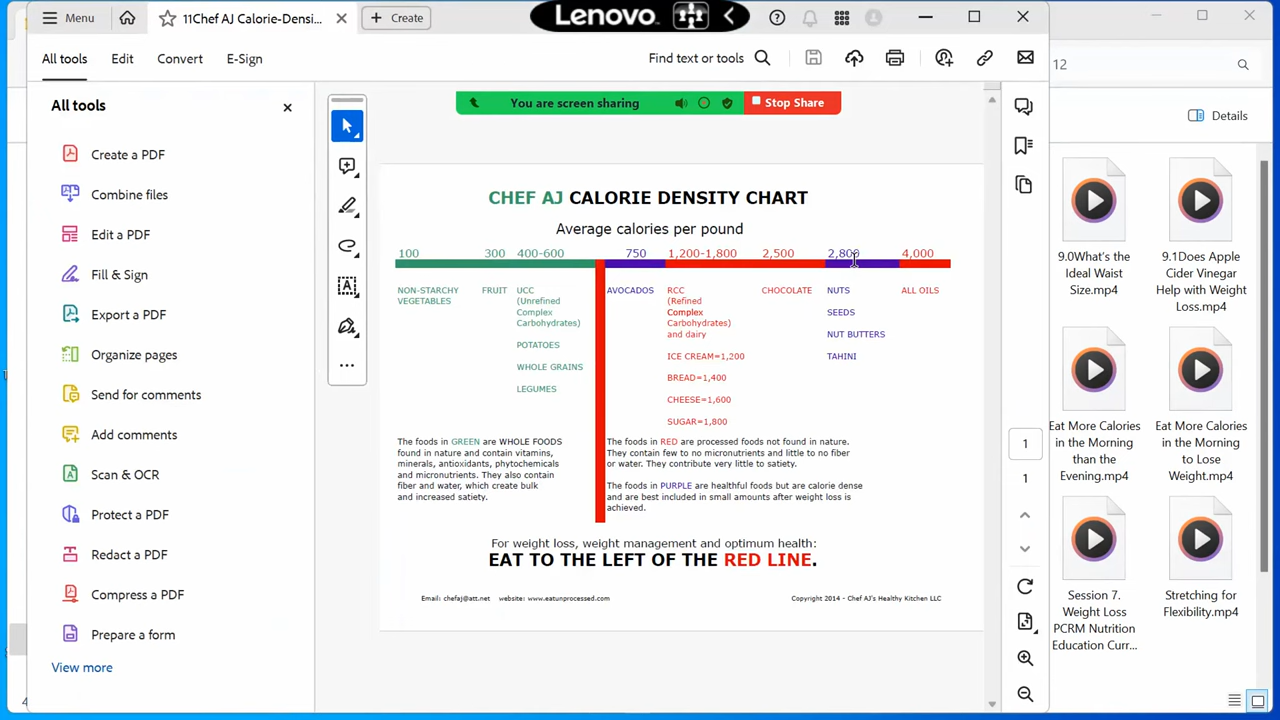 Menu
11Chef AJ Calorie-Densi...
Create
Lenovo
All tools
Edit
Convert
E-Sign
Find text or tools
12
You are screen sharing
Stop Share
Details
All tools
Create a PDF
Combine files
Edit a PDF
Fill & Sign
Export a PDF
Organize pages
Send for comments
Add comments
Scan & OCR
Protect a PDF
Redact a PDF
Compress a PDF
Prepare a form
View more
CHEF AJ CALORIE DENSITY CHART
Average calories per pound
100 300 400-600 750 1,200-1,800 2,500 2,800 4,000
NON-STARCHY
VEGETABLES
FRUIT
UCC
(Unrefined
Complex
Carbohydrates)
POTATOES
WHOLE GRAINS
LEGUMES
AVOCADOS
RCC
(Refined
Complex
Carbohydrates)
and dairy
ICE CREAM=1,200
BREAD=1,400
CHEESE=1,600
SUGAR=1,800
CHOCOLATE
NUTS
SEEDS
NUT BUTTERS
TAHINI
ALL OILS
The foods in GREEN are WHOLE FOODS
found in nature and contain vitamins,
minerals, antioxidants, phytochemicals
and micronutrients. They also contain
fiber and water, which create bulk
and increased satiety.
The foods in RED are processed foods not found in nature.
They contain few to no micronutrients and little to no fiber
or water. They contribute very little to satiety.
The foods in PURPLE are healthful foods but are calorie dense
and are best included in small amounts after weight loss is
achieved.
For weight loss, weight management and optimum health:
EAT TO THE LEFT OF THE RED LINE.
Email: chefaj@att.net website: www.eatunprocessed.com
Copyright 2014 - Chef AJ's Healthy Kitchen LLC
1
1
9.0What's the
Ideal Waist
Size.mp4
9.1Does Apple
Cider Vinegar
Help with Weight
Loss.mp4
Eat More Calories
in the Morning
than the
Evening.mp4
Eat More Calories
in the Morning
to Lose
Weight.mp4
Session 7.
Weight Loss
PCRM Nutrition
Education Curr...
Stretching for
Flexibility.mp4
4